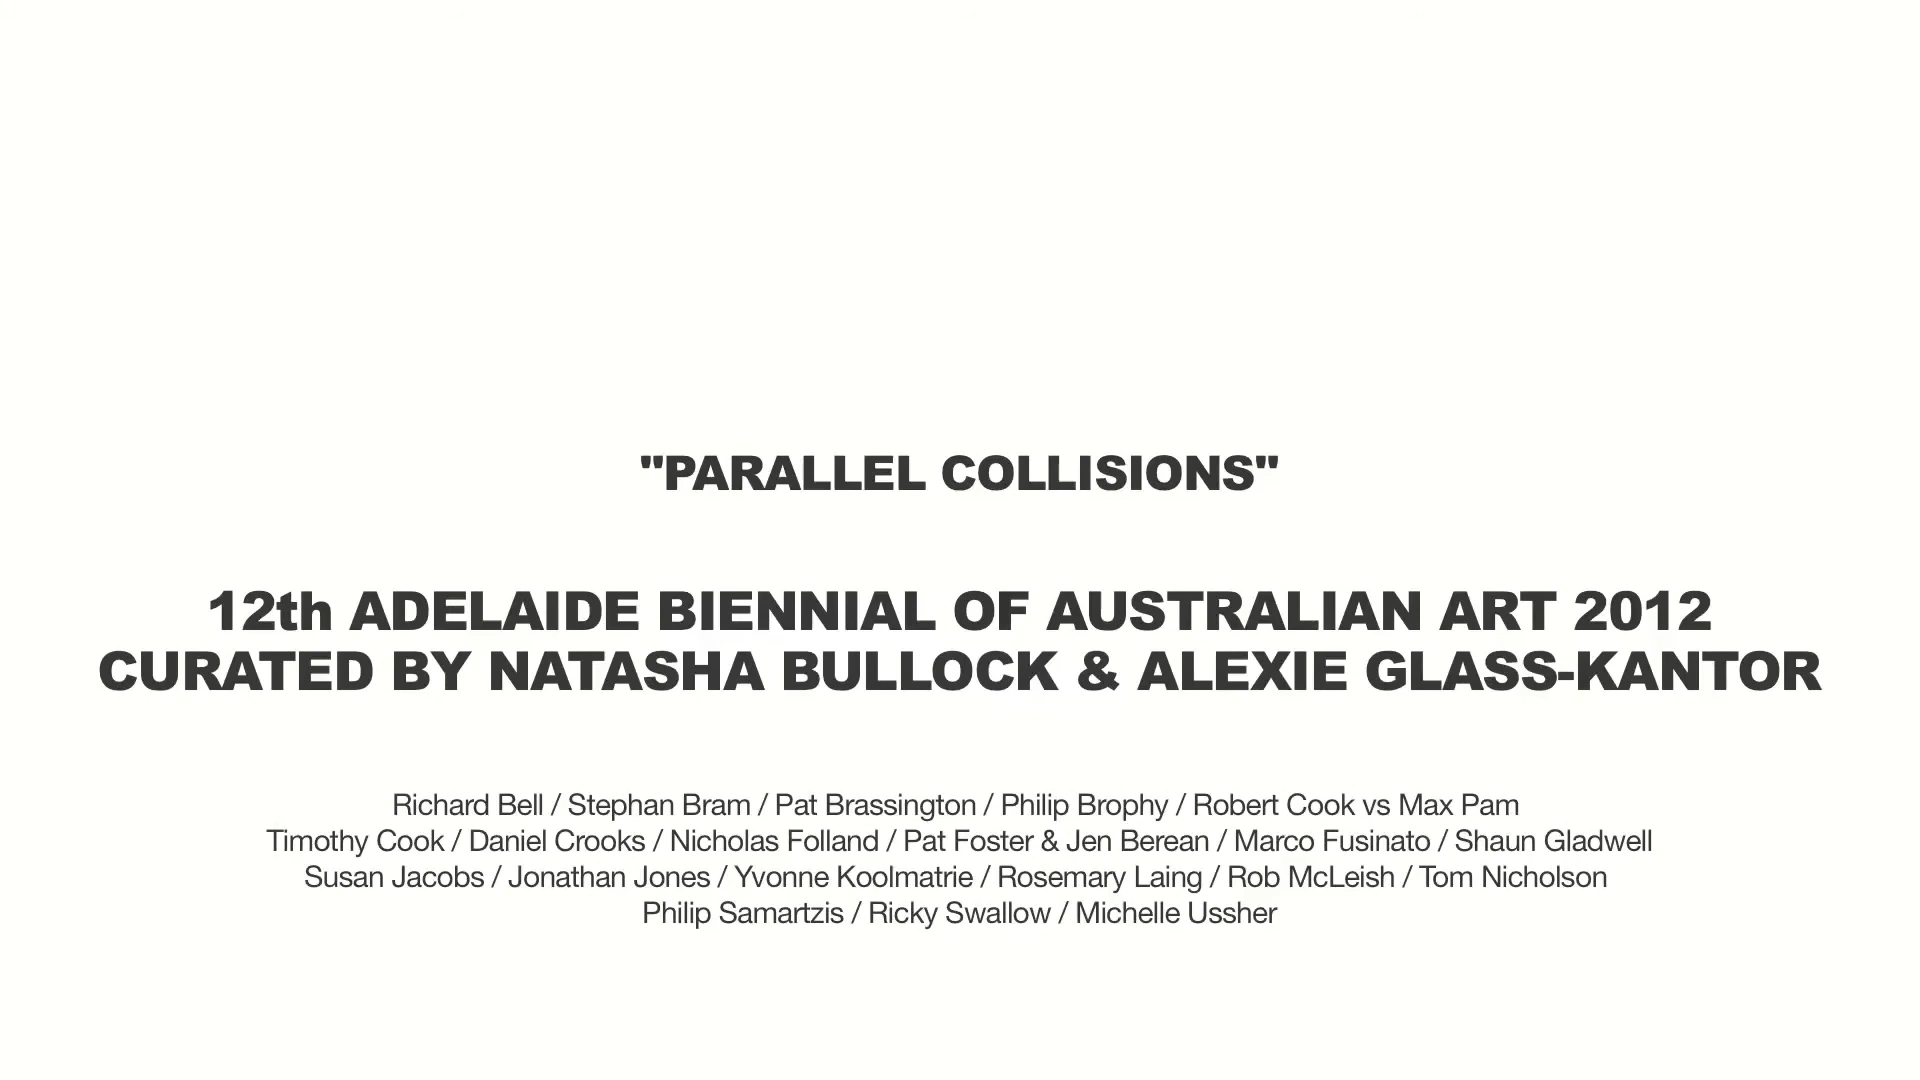 "PARALLEL COLLISIONS"
12th ADELAIDE BIENNIAL OF AUSTRALIAN ART 2012
CURATED BY NATASHA BULLOCK & ALEXIE GLASS-KANTOR
Richard Bell / Stephan Bram / Pat Brassington / Philip Brophy / Robert Cook vs Max Pam
Timothy Cook / Daniel Crooks / Nicholas Folland / Pat Foster & Jen Berean / Marco Fusinato / Shaun Gladwell
Susan Jacobs / Jonathan Jones / Yvonne Koolmatrie / Rosemary Laing / Rob McLeish / Tom Nicholson
Philip Samartzis / Ricky Swallow / Michelle Ussher